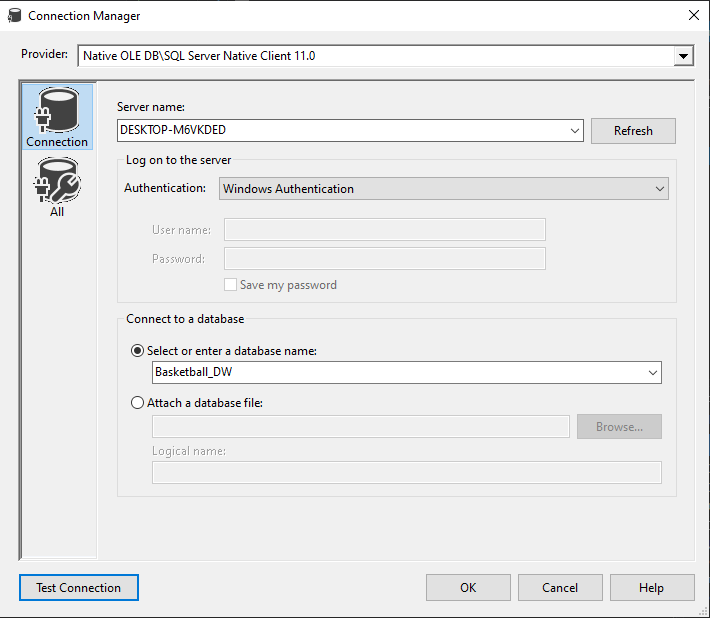 Connection Manager
Provider: Native OLE DB\SQL Server Native Client 11.0
Connection
All
Server name:
DESKTOP-M6VKDED
Refresh
Log on to the server
Authentication: Windows Authentication
User name:
Password:
Save my password
Connect to a database
Select or enter a database name:
Basketball_DW
Attach a database file:
Browse...
Logical name:
Test Connection
OK
Cancel
Help